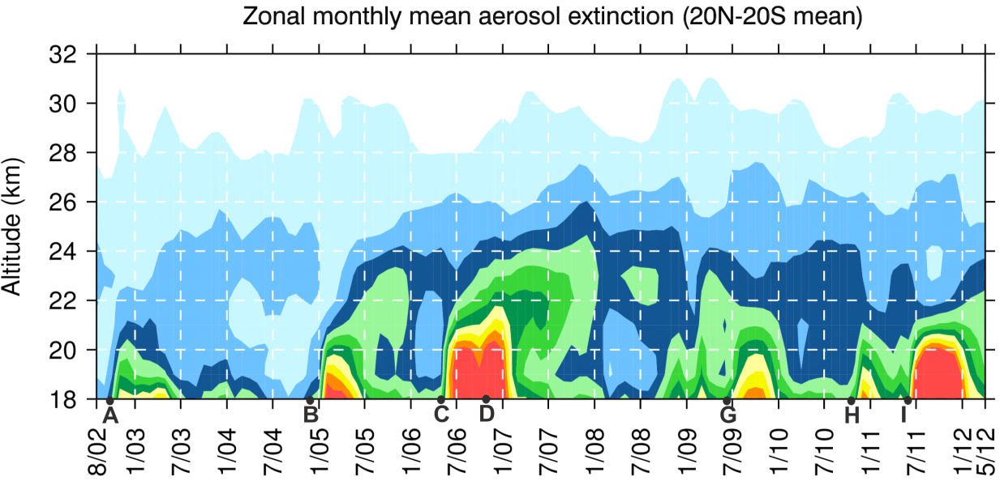 Zonal monthly mean aerosol extinction (20N-20S mean)
32
30
28
26
24
22
20
18
Altitude (km)
A B C D G H I
8/02 1/03 7/03 1/04 7/04 1/05 7/05 1/06 7/06 1/07 7/07 1/08 7/08 1/09 7/09 1/10 7/10 1/11 7/11 1/12 5/12